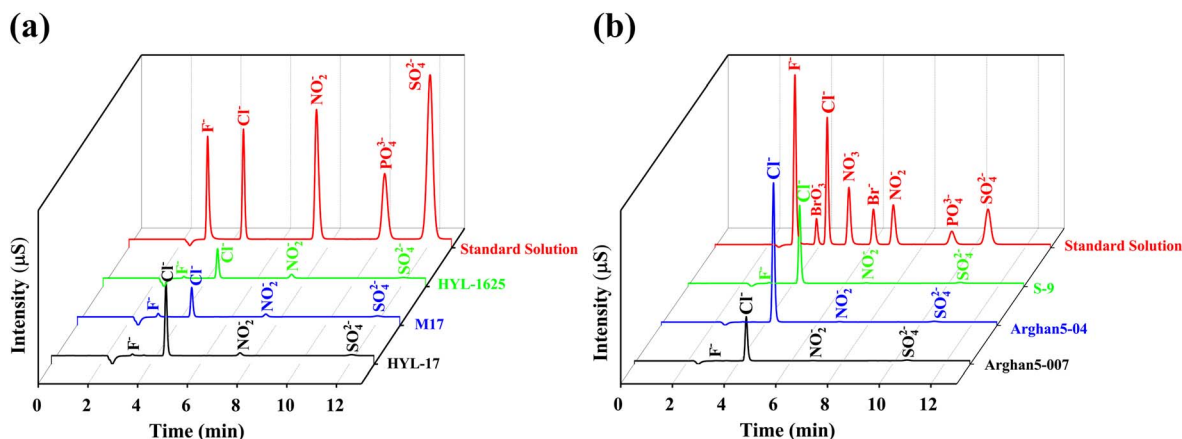 (a)
SO₄²⁻
NO₂⁻
Cl⁻
F⁻
PO₄³⁻
Standard Solution
Cl⁻
F⁻
NO₂⁻
SO₄²⁻
HYL-1625
Cl⁻
F⁻
NO₂⁻
SO₄²⁻
M17
Cl⁻
F⁻
NO₂⁻
SO₄²⁻
HYL-17
Intensity (µS)
0 2 4 6 8 10 12
Time (min)
(b)
F⁻
Cl⁻
BrO₃⁻
NO₃⁻
Br⁻
NO₂⁻
PO₄³⁻
SO₄²⁻
Standard Solution
Cl⁻
F⁻
NO₂⁻
SO₄²⁻
S-9
Cl⁻
NO₂⁻
SO₄²⁻
Arghan5-04
Cl⁻
F⁻
NO₂⁻
SO₄²⁻
Arghan5-007
Intensity (µS)
0 2 4 6 8 10 12
Time (min)